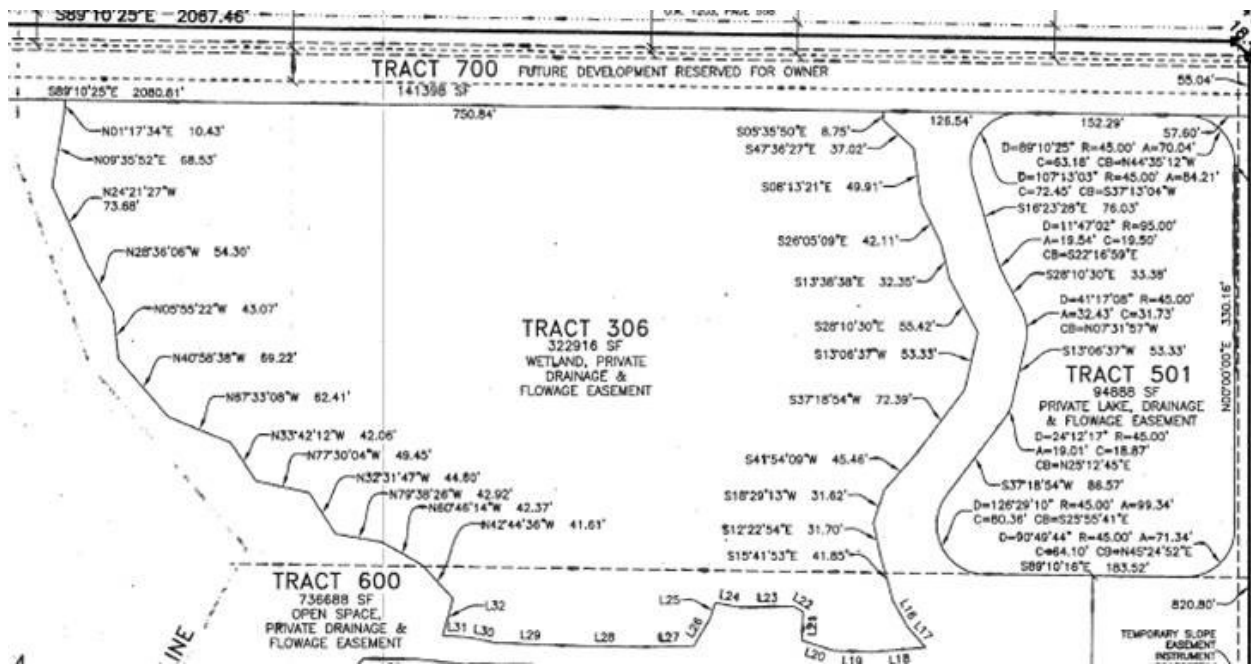 S89°10'25"E 2067.46'
O.R. 1203, PAGE 558
TRACT 700 FUTURE DEVELOPMENT RESERVED FOR OWNER
141398 SF
55.04'
S89°10'25"E 2080.81'
750.84'
126.54'
152.29'
57.60'
N01°17'34"E 10.43'
N09°35'52"E 68.53'
N24°21'27"W
73.68'
N28°36'06"W 54.30'
N05°55'22"W 43.07'
N40°58'38"W 69.22'
N67°33'08"W 62.41'
N33°42'12"W 42.06'
N77°30'04"W 49.45'
N32°31'47"W 44.80'
N79°38'26"W 42.92'
N60°46'14"W 42.37'
N42°44'36"W 41.61'
TRACT 306
322916 SF
WETLAND, PRIVATE
DRAINAGE &
FLOWAGE EASEMENT
S05°35'50"E 8.75'
S47°36'27"E 37.02'
S08°13'21"E 49.91'
S26°05'09"E 42.11'
S13°38'38"E 32.35'
S28°10'30"E 55.42'
S13°06'37"W 53.33'
S37°18'54"W 72.39'
S41°54'09"W 45.46'
S18°29'13"W 31.62'
S12°22'54"E 31.70'
S15°41'53"E 41.85'
D=89°10'25" R=45.00' A=70.04'
C=63.18' CB=N44°35'12"W
D=107°13'03" R=45.00' A=84.21'
C=72.45' CB=S37°13'04"W
S16°23'28"E 76.03'
D=11°47'02" R=95.00'
A=19.54' C=19.50'
CB=S22°16'59"E
S28°10'30"E 33.38'
D=41°17'08" R=45.00'
A=32.43' C=31.73'
CB=N07°31'57"W
S13°06'37"W 53.33'
N00°00'00"E 330.16'
TRACT 501
94888 SF
PRIVATE LAKE, DRAINAGE
& FLOWAGE EASEMENT
D=24°12'17" R=45.00'
A=19.01' C=18.87'
CB=N25°12'45"E
S37°18'54"W 86.57'
D=126°29'10" R=45.00' A=99.34'
C=80.36' CB=S25°55'41"E
D=90°49'44" R=45.00' A=71.34'
C=64.10' CB=N45°24'52"E
S89°10'16"E 183.52'
TRACT 600
736688 SF
OPEN SPACE,
PRIVATE DRAINAGE &
FLOWAGE EASEMENT
LINE
L32
L31
L30
L29
L28
L27
L26
L25
L24
L23
L22
L21
L20
L19
L18
L17
L16
820.80'
TEMPORARY SLOPE
EASEMENT
INSTRUMENT